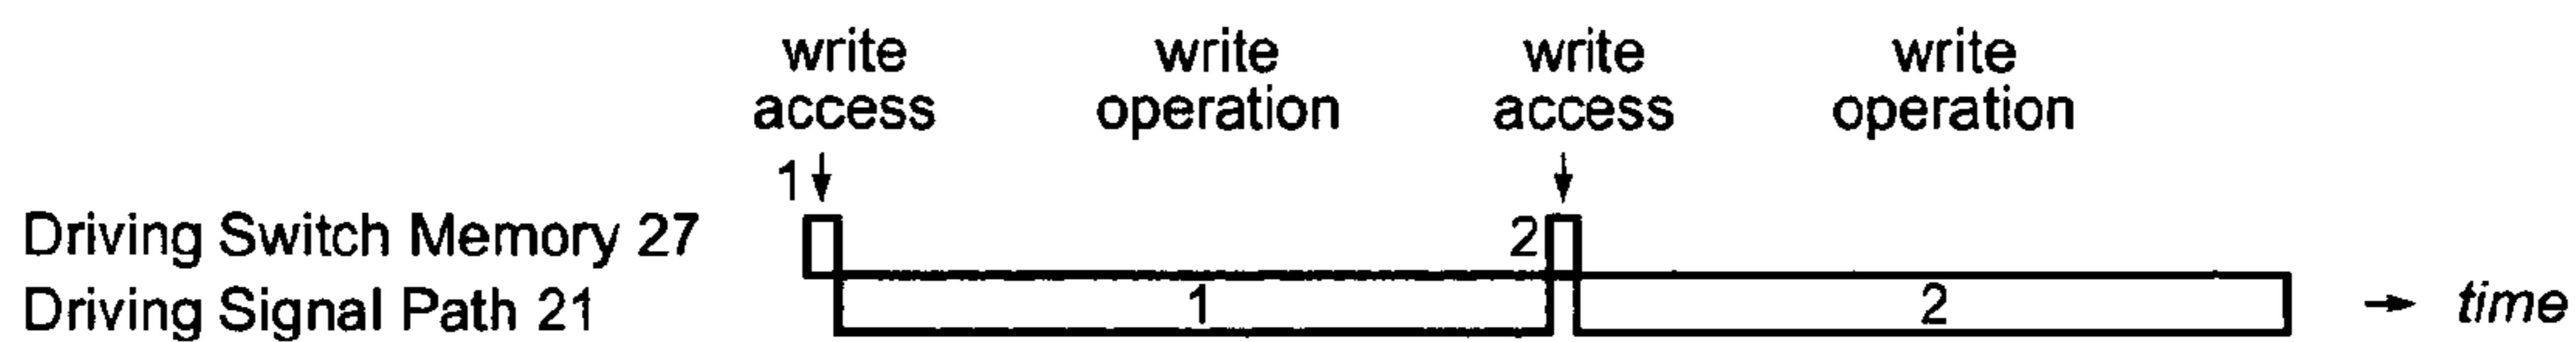 write write write write
access operation access operation
1
Driving Switch Memory 27 2
Driving Signal Path 21 1 2 time